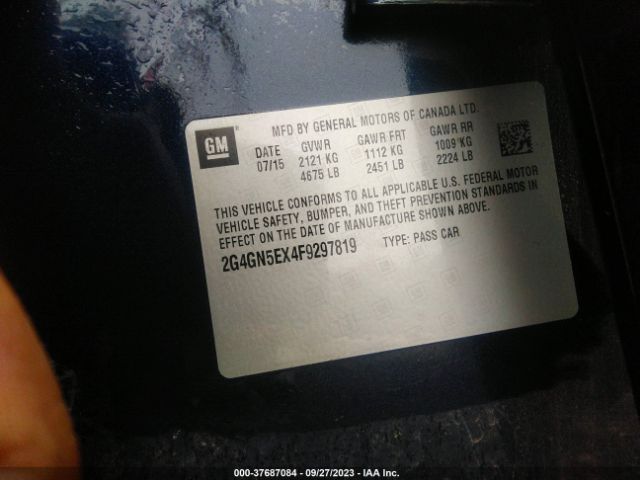 MFD BY GENERAL MOTORS OF CANADA LTD.
GM
DATE GVWR GAWR FRT GAWR RR
07/15 2121 KG 1112 KG 1009 KG
4675 LB 2451 LB 2224 LB
THIS VEHICLE CONFORMS TO ALL APPLICABLE U.S. FEDERAL MOTOR
VEHICLE SAFETY, BUMPER, AND THEFT PREVENTION STANDARDS IN
EFFECT ON THE DATE OF MANUFACTURE SHOWN ABOVE.
2G4GN5EX4F9297819 TYPE: PASS CAR
000-37687084 - 09/27/2023 - IAA Inc.